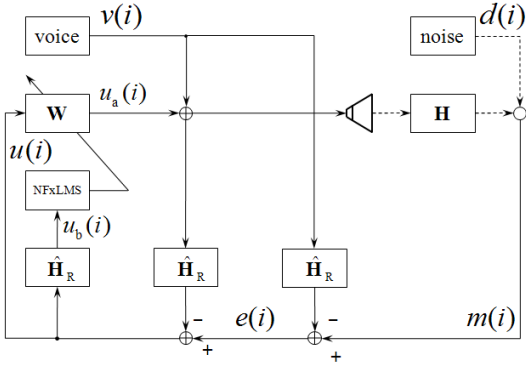 voice
v(i)
noise
d(i)
W
u_a(i)
H
u(i)
NFxLMS
u_b(i)
Ĥ_R
Ĥ_R
Ĥ_R
−
−
e(i)
m(i)
+
+